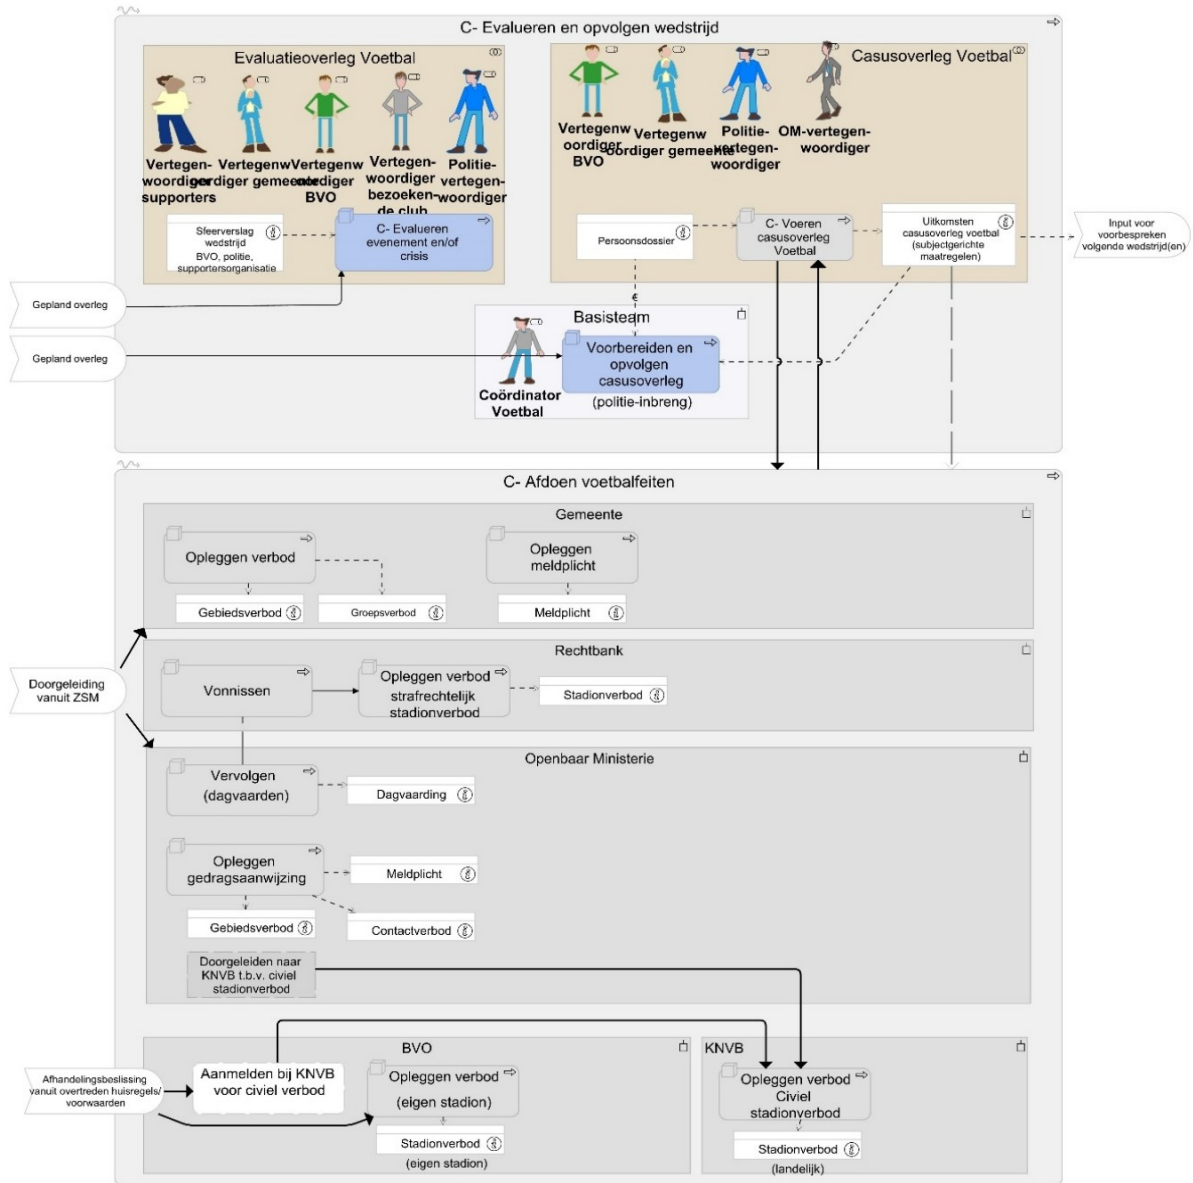 C- Evalueren en opvolgen wedstrijd
Evaluatieoverleg Voetbal
Vertegen-
woordiger
supporters
Vertegenw
oordiger gemeente
Vertegenw
oordiger
BVO
Vertegen-
woordiger
bezoeken-
de club
Politie-
vertegen-
woordiger
Sfeerverslag
wedstrijd
BVO, politie,
supportersorganisatie
C- Evalueren
evenement en/of
crisis
Casusoverleg Voetbal
Vertegenw
oordiger
BVO
Vertegenw
oordiger gemeente
Politie-
vertegen-
woordiger
OM-vertegen-
woordiger
Persoonsdossier
C- Voeren
casusoverleg
Voetbal
Uitkomsten
casusoverleg voetbal
(subjectgerichte
maatregelen)
Input voor
voorbespreken
volgende wedstrijd(en)
Gepland overleg
Gepland overleg
Basisteam
Coördinator
Voetbal
Voorbereiden en
opvolgen
casusoverleg
(politie-inbreng)
C- Afdoen voetbalfeiten
Gemeente
Opleggen verbod
Gebiedsverbod
Groepsverbod
Opleggen
meldplicht
Meldplicht
Doorgeleiding
vanuit ZSM
Rechtbank
Vonnissen
Opleggen verbod
strafrechtelijk
stadionverbod
Stadionverbod
Openbaar Ministerie
Vervolgen
(dagvaarden)
Dagvaarding
Opleggen
gedragsaanwijzing
Meldplicht
Gebiedsverbod
Contactverbod
Doorgeleiden naar
KNVB t.b.v. civiel
stadionverbod
Afhandelingsbeslissing
vanuit overtreden huisregels/
voorwaarden
BVO
Aanmelden bij KNVB
voor civiel verbod
Opleggen verbod
(eigen stadion)
Stadionverbod
(eigen stadion)
KNVB
Opleggen verbod
Civiel
stadionverbod
Stadionverbod
(landelijk)